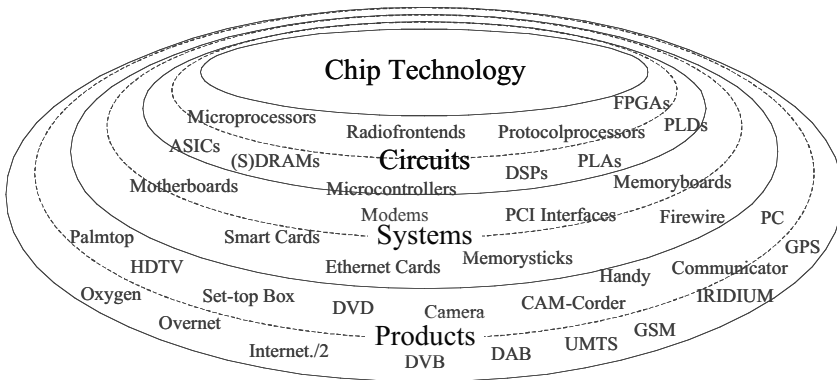 Chip Technology
FPGAs
Microprocessors
Radiofrontends
Protocolprocessors
PLDs
ASICs
(S)DRAMs
Circuits
DSPs
PLAs
Motherboards
Microcontrollers
Memoryboards
Modems
PCI Interfaces
Firewire
PC
Palmtop
Smart Cards
Systems
GPS
HDTV
Ethernet Cards
Memorysticks
Handy
Communicator
Oxygen
Set-top Box
DVD
Camera
CAM-Corder
IRIDIUM
Overnet
Products
GSM
Internet./2
DVB
DAB
UMTS